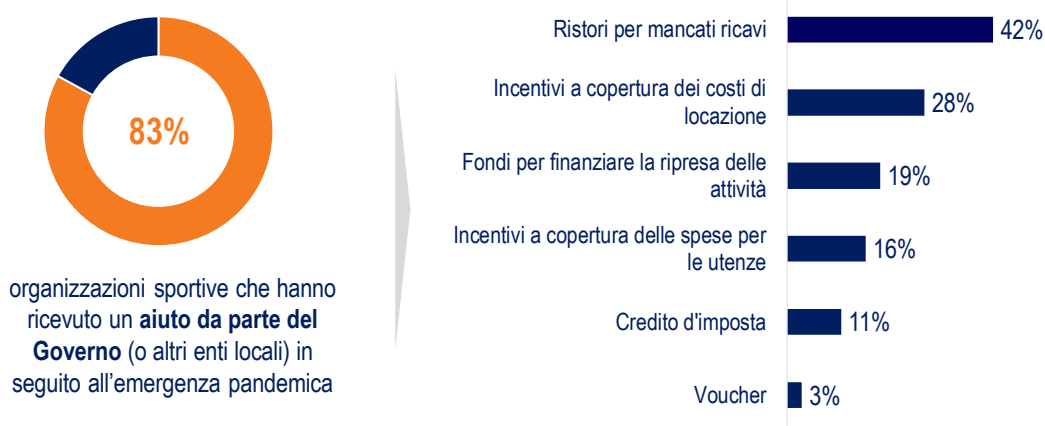 83%
organizzazioni sportive che hanno
ricevuto un aiuto da parte del
Governo (o altri enti locali) in
seguito all'emergenza pandemica
Ristori per mancati ricavi
42%
Incentivi a copertura dei costi di
locazione
28%
Fondi per finanziare la ripresa delle
attività
19%
Incentivi a copertura delle spese per
le utenze
16%
Credito d'imposta
11%
Voucher
3%